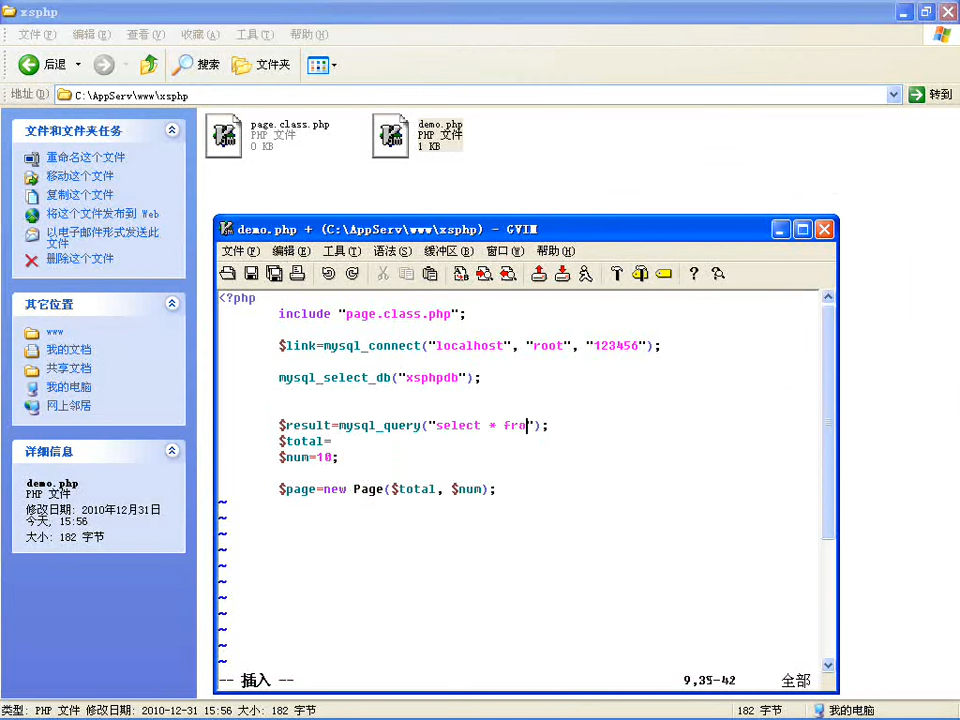 xsphp
文件(F) 编辑(E) 查看(V) 收藏(A) 工具(T) 帮助(H)
后退 搜索 文件夹
地址(D) C:\AppServ\www\xsphp 转到
文件和文件夹任务
重命名这个文件
移动这个文件
复制这个文件
将这个文件发布到 Web
以电子邮件形式发送此
文件
删除这个文件
其它位置
www
我的文档
共享文档
我的电脑
网上邻居
详细信息
demo.php
PHP 文件
修改日期: 2010年12月31日
今天, 15:56
大小: 182 字节
page.class.php
PHP 文件
0 KB
demo.php
PHP 文件
1 KB
demo.php + (C:\AppServ\www\xsphp) - GVIM
文件(F) 编辑(E) 工具(T) 语法(S) 缓冲区(B) 窗口(W) 帮助(H)
<?php
include "page.class.php";
$link=mysql_connect("localhost", "root", "123456");
mysql_select_db("xsphpdb");
$result=mysql_query("select * fro");
$total=
$num=10;
$page=new Page($total, $num);
~
~
~
~
~
~
~
~
~
~
~
-- 插入 -- 9,35-42 全部
类型: PHP 文件 修改日期: 2010-12-31 15:56 大小: 182 字节 182 字节 我的电脑